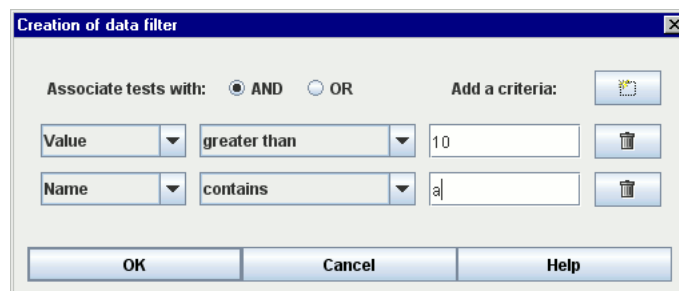 Creation of data filter
Associate tests with: AND OR Add a criteria:
Value greater than 10
Name contains a
OK Cancel Help